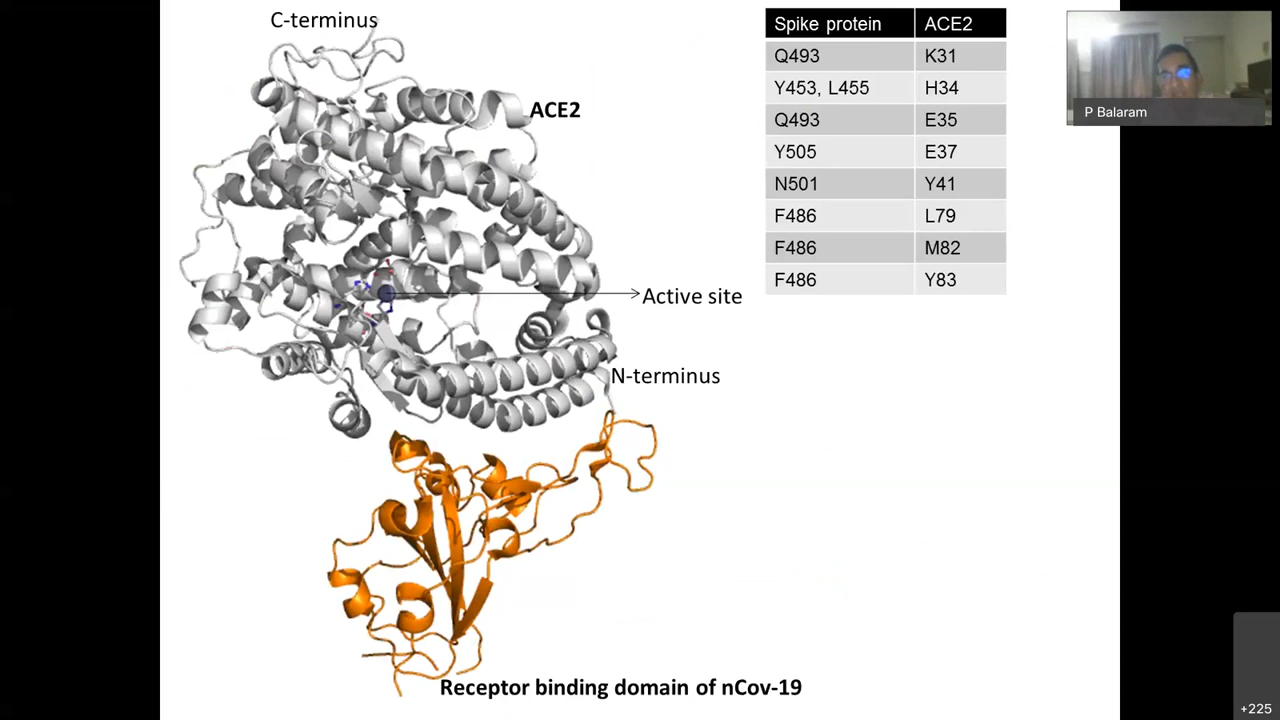 C-terminus
ACE2
Active site
N-terminus
Receptor binding domain of nCov-19
Spike protein ACE2
Q493 K31
Y453, L455 H34
Q493 E35
Y505 E37
N501 Y41
F486 L79
F486 M82
F486 Y83
P Balaram
+225